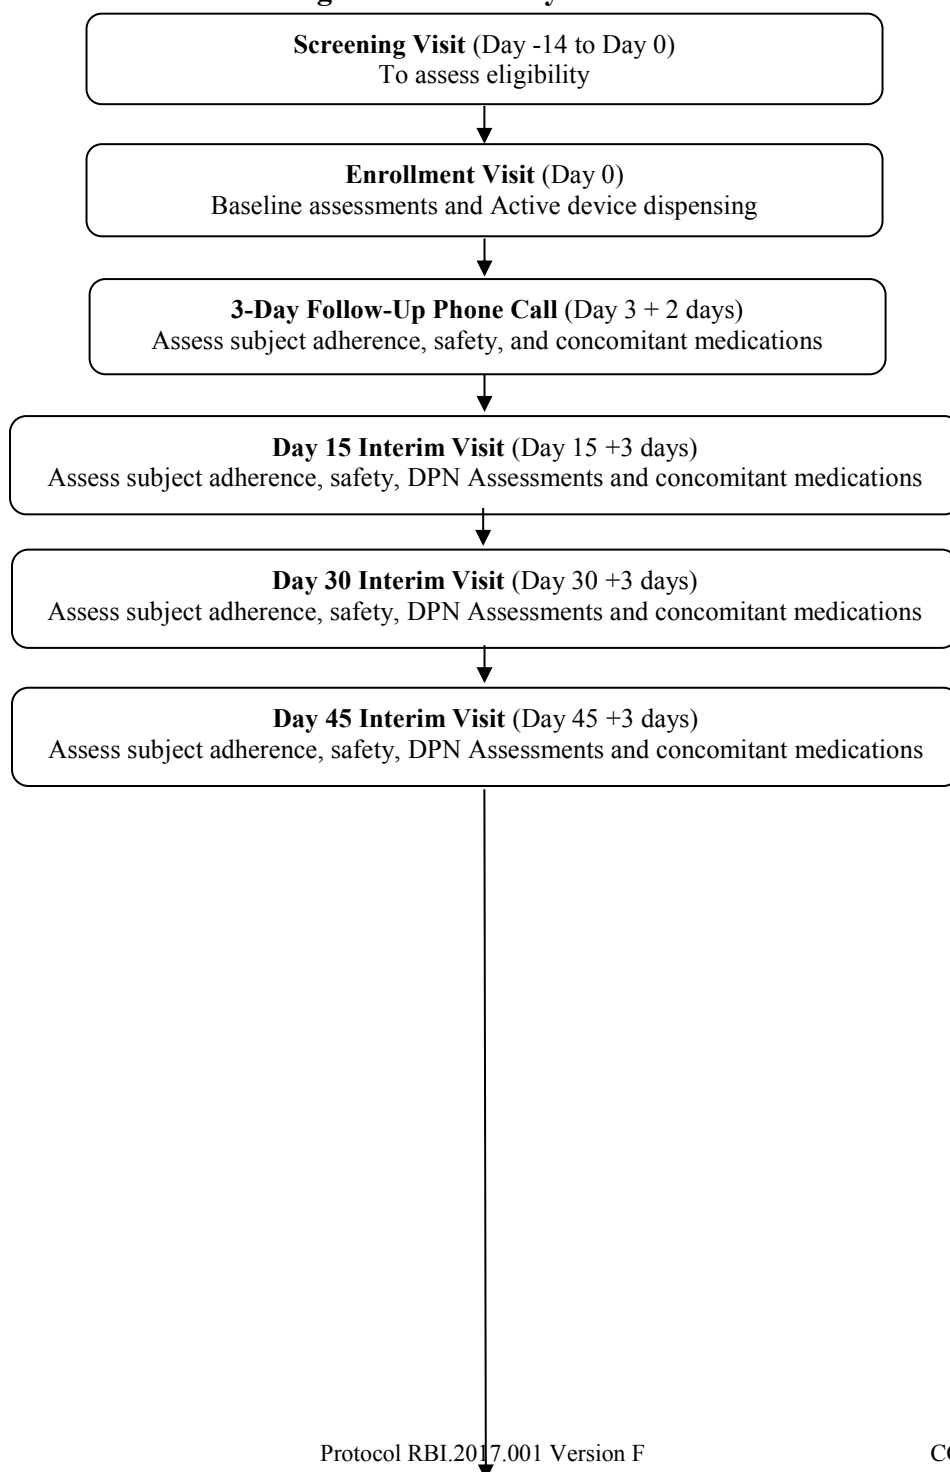 Screening Visit (Day -14 to Day 0)
To assess eligibility
Enrollment Visit (Day 0)
Baseline assessments and Active device dispensing
3-Day Follow-Up Phone Call (Day 3 + 2 days)
Assess subject adherence, safety, and concomitant medications
Day 15 Interim Visit (Day 15 +3 days)
Assess subject adherence, safety, DPN Assessments and concomitant medications
Day 30 Interim Visit (Day 30 +3 days)
Assess subject adherence, safety, DPN Assessments and concomitant medications
Day 45 Interim Visit (Day 45 +3 days)
Assess subject adherence, safety, DPN Assessments and concomitant medications
Protocol RBI.2017.001 Version F